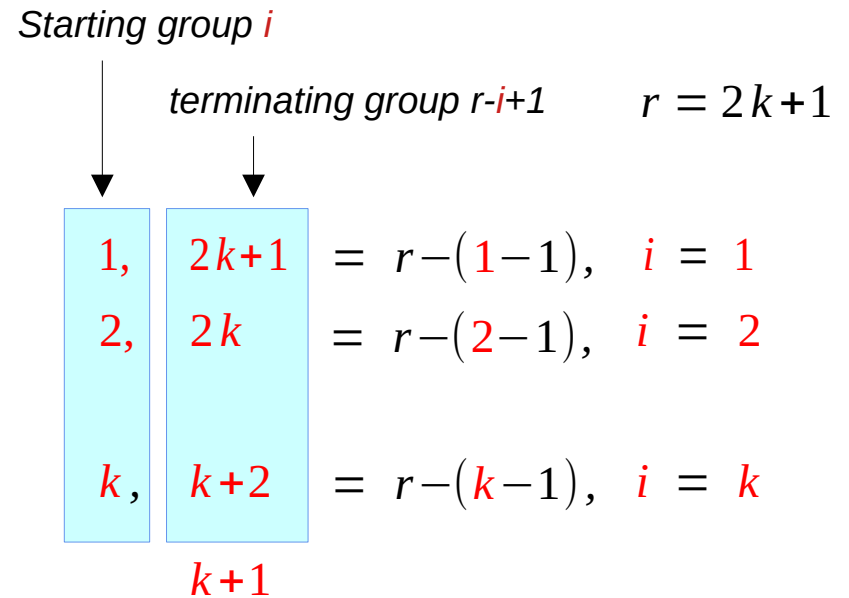 Starting group i
terminating group r-i+1
r = 2k+1
1, 2k+1 = r−(1−1), i = 1
2, 2k = r−(2−1), i = 2
k, k+2 = r−(k−1), i = k
k+1